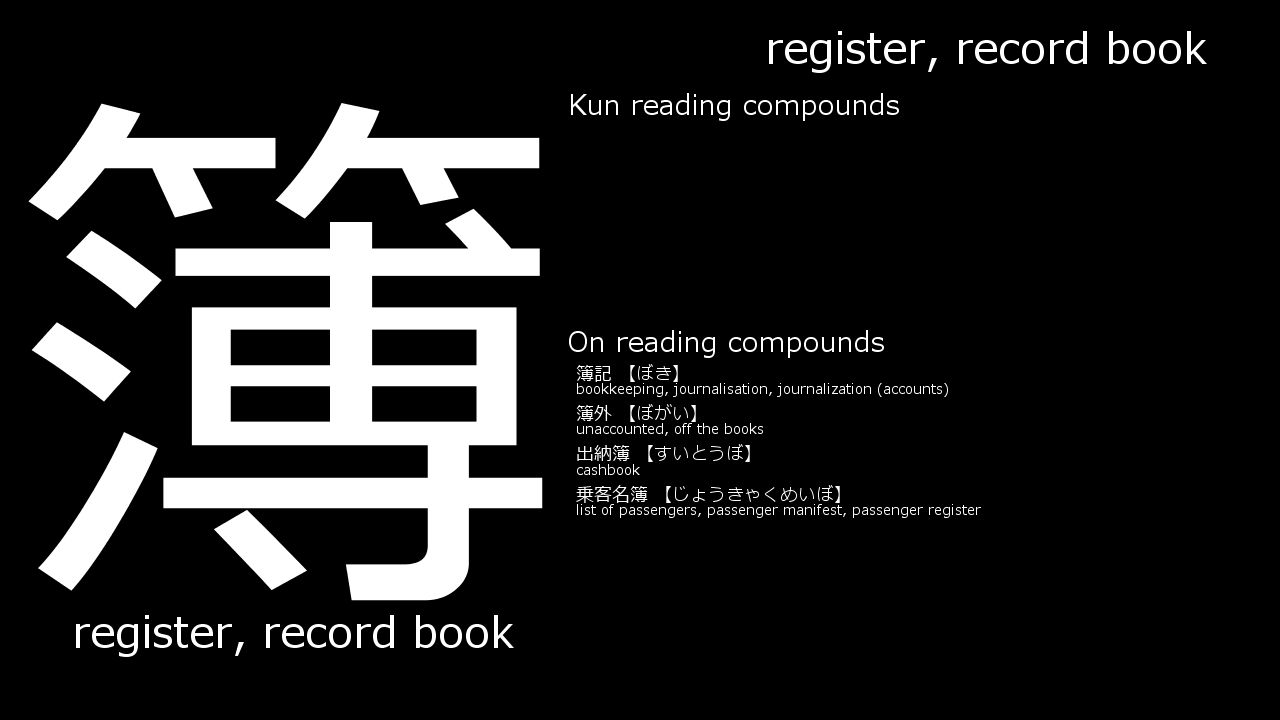 register, record book
簿
register, record book
Kun reading compounds
On reading compounds
簿記 【ぼき】
bookkeeping, journalisation, journalization (accounts)
簿外 【ぼがい】
unaccounted, off the books
出納簿 【すいとうぼ】
cashbook
乗客名簿 【じょうきゃくめいぼ】
list of passengers, passenger manifest, passenger register